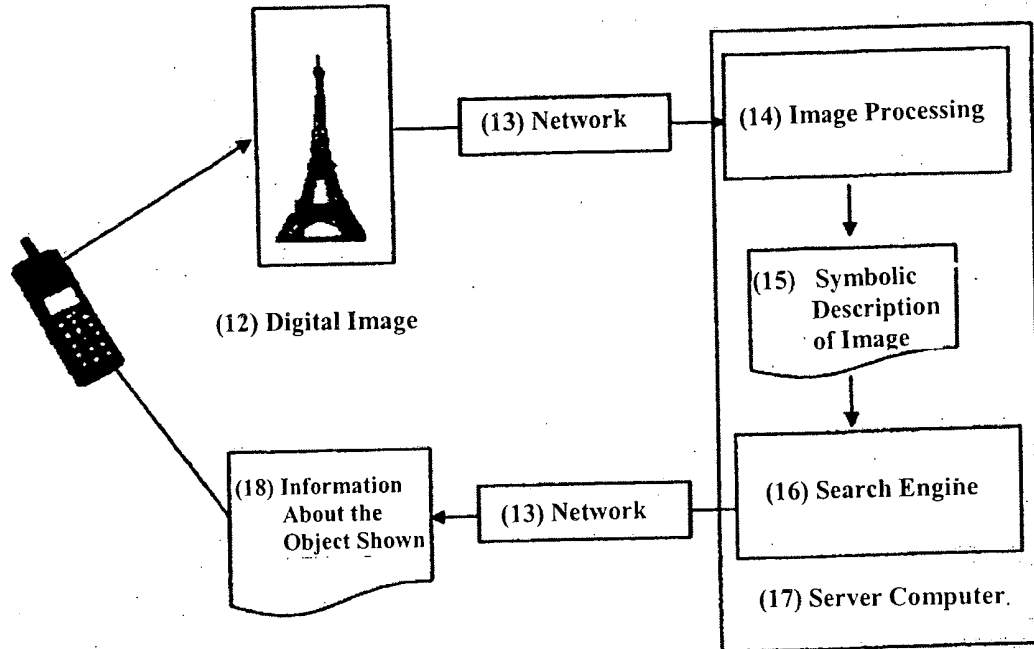 (13) Network
(14) Image Processing
(15) Symbolic
Description
of Image
(12) Digital Image
(18) Information
About the
Object Shown
(13) Network
(16) Search Engine
(17) Server Computer